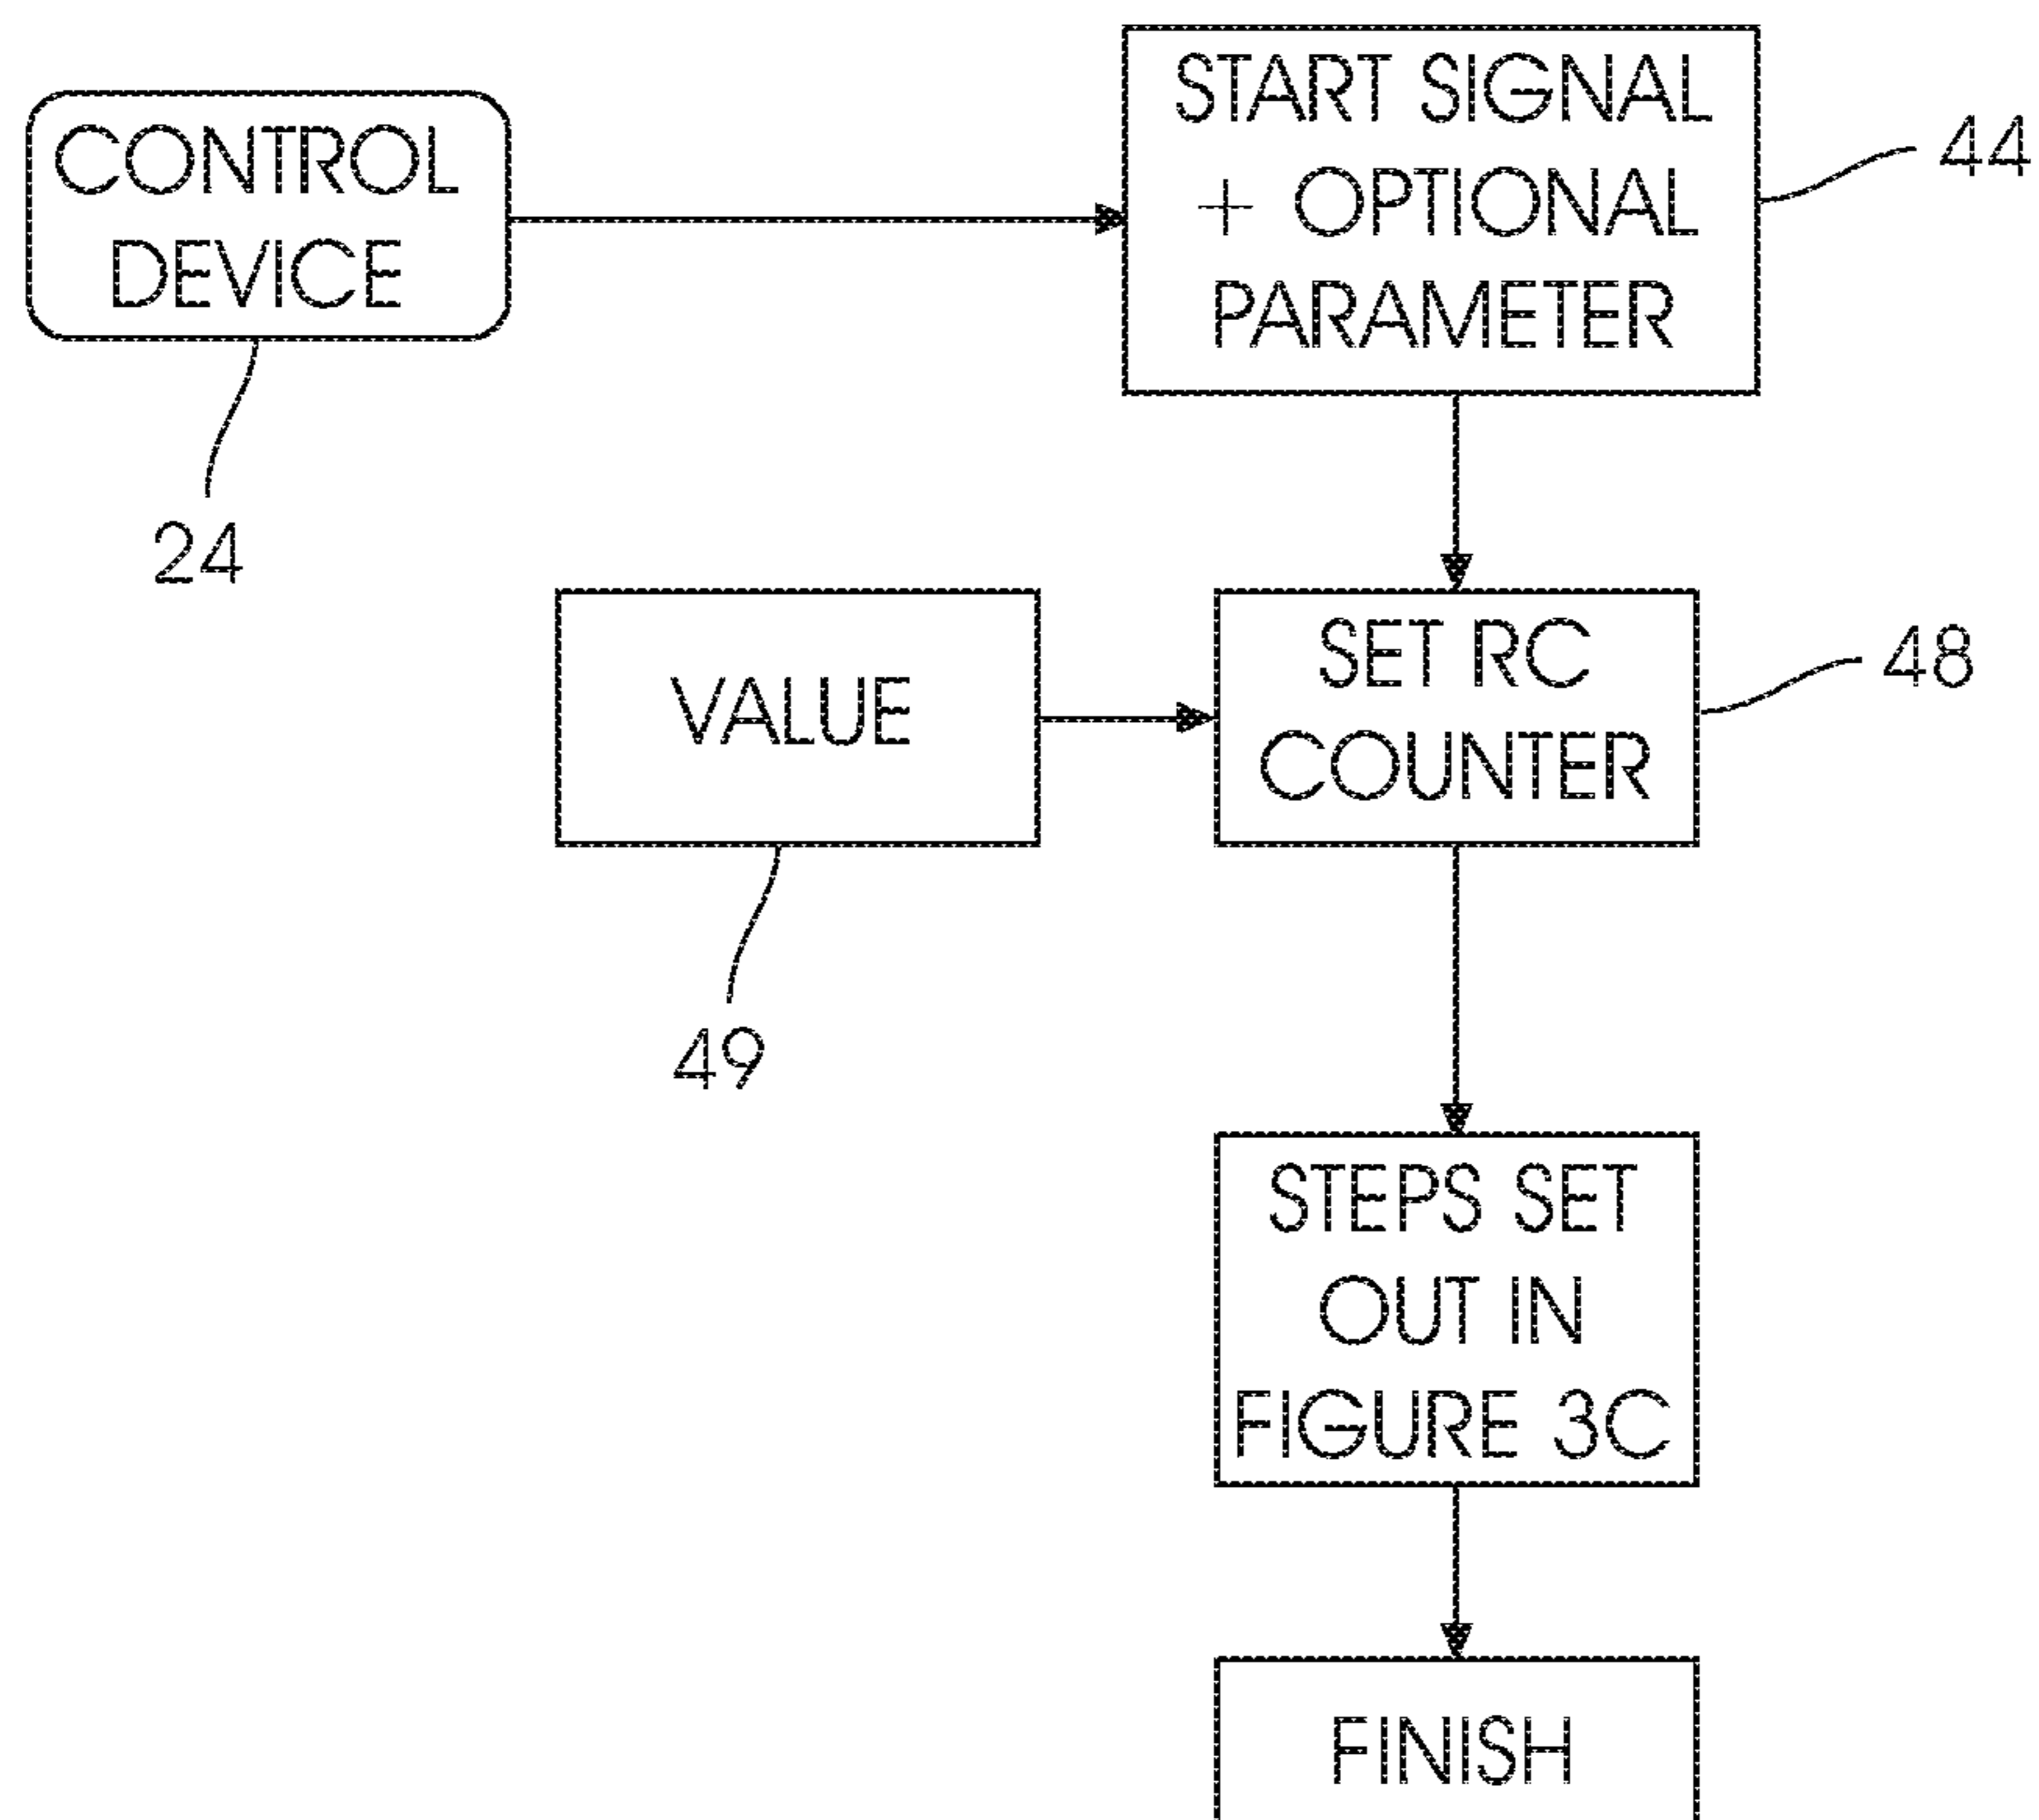 CONTROL
DEVICE
24
START SIGNAL
+ OPTIONAL
PARAMETER
44
VALUE
49
SET RC
COUNTER
48
STEPS SET
OUT IN
FIGURE 3C
FINISH